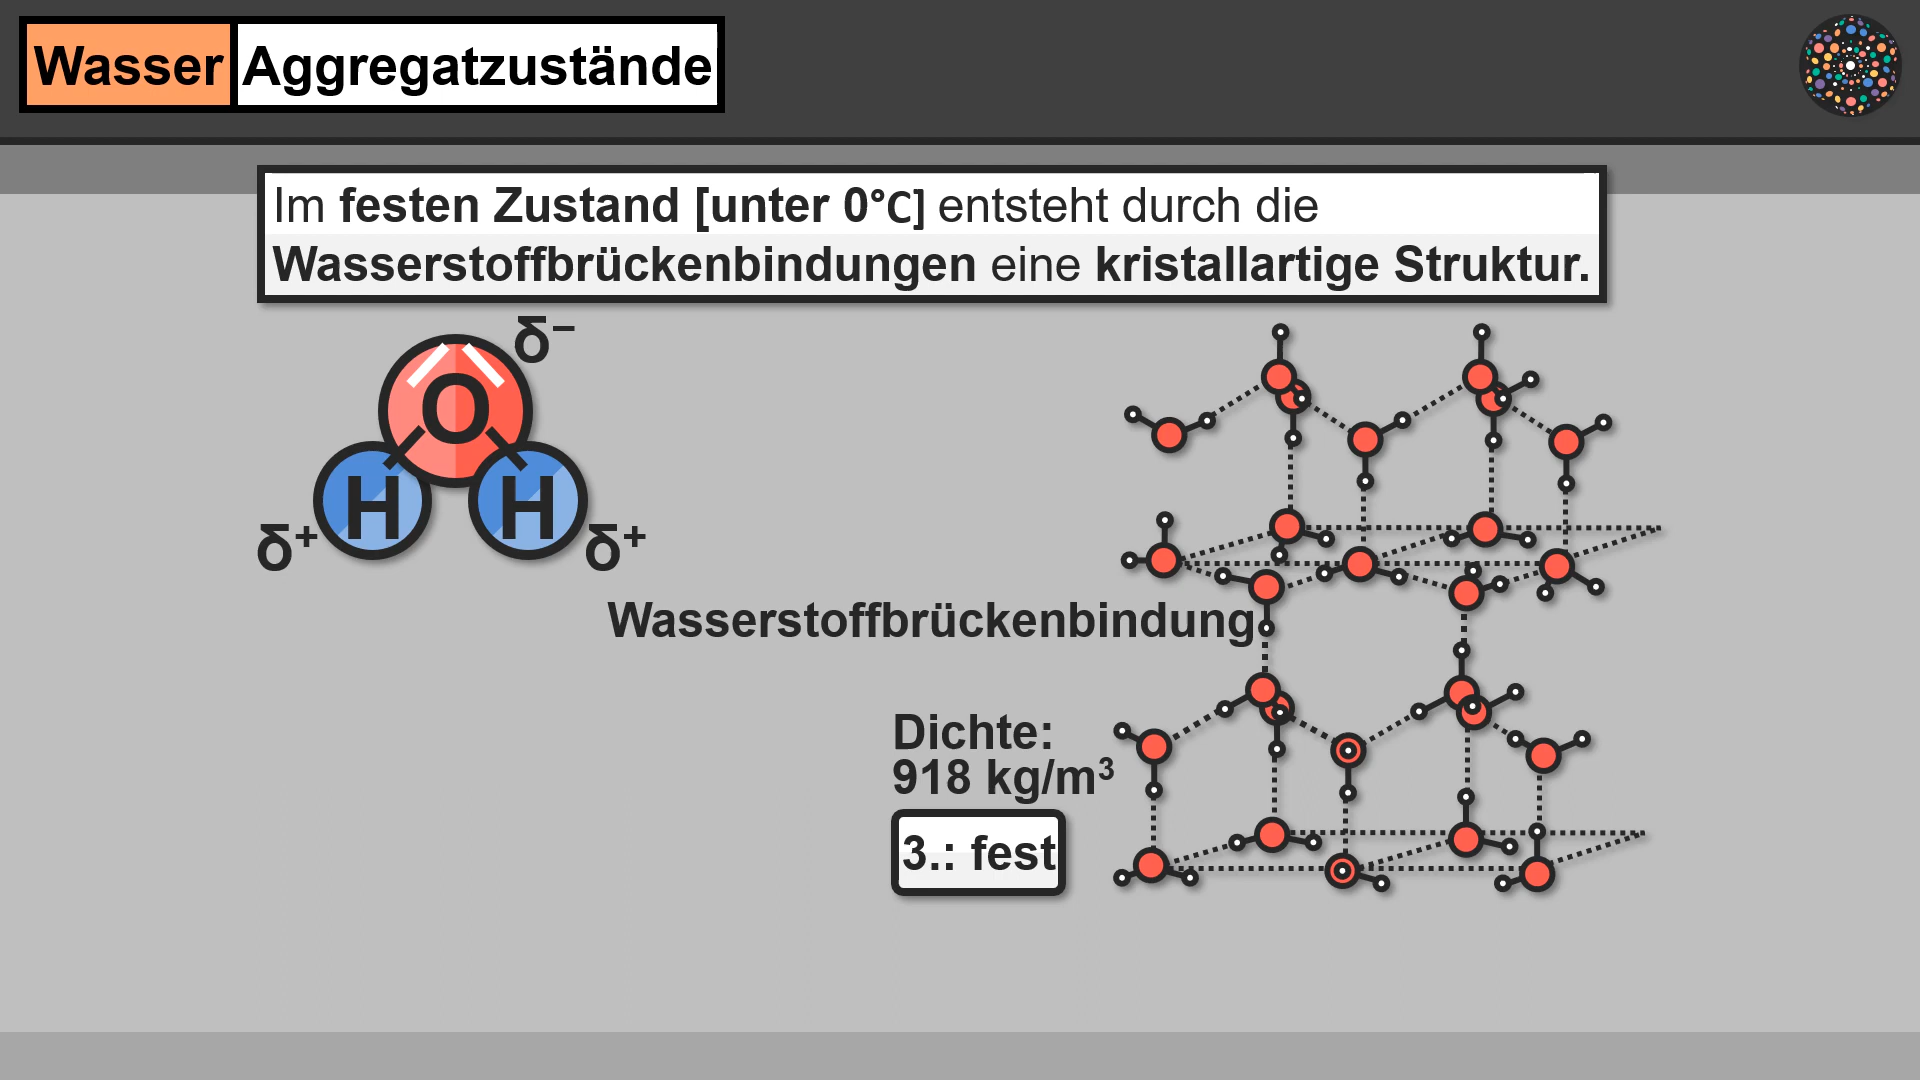 Wasser Aggregatzustände
Im festen Zustand [unter 0°C] entsteht durch die
Wasserstoffbrückenbindungen eine kristallartige Struktur.
δ−
O
H H
δ+ δ+
Wasserstoffbrückenbindung
Dichte:
918 kg/m³
3.: fest